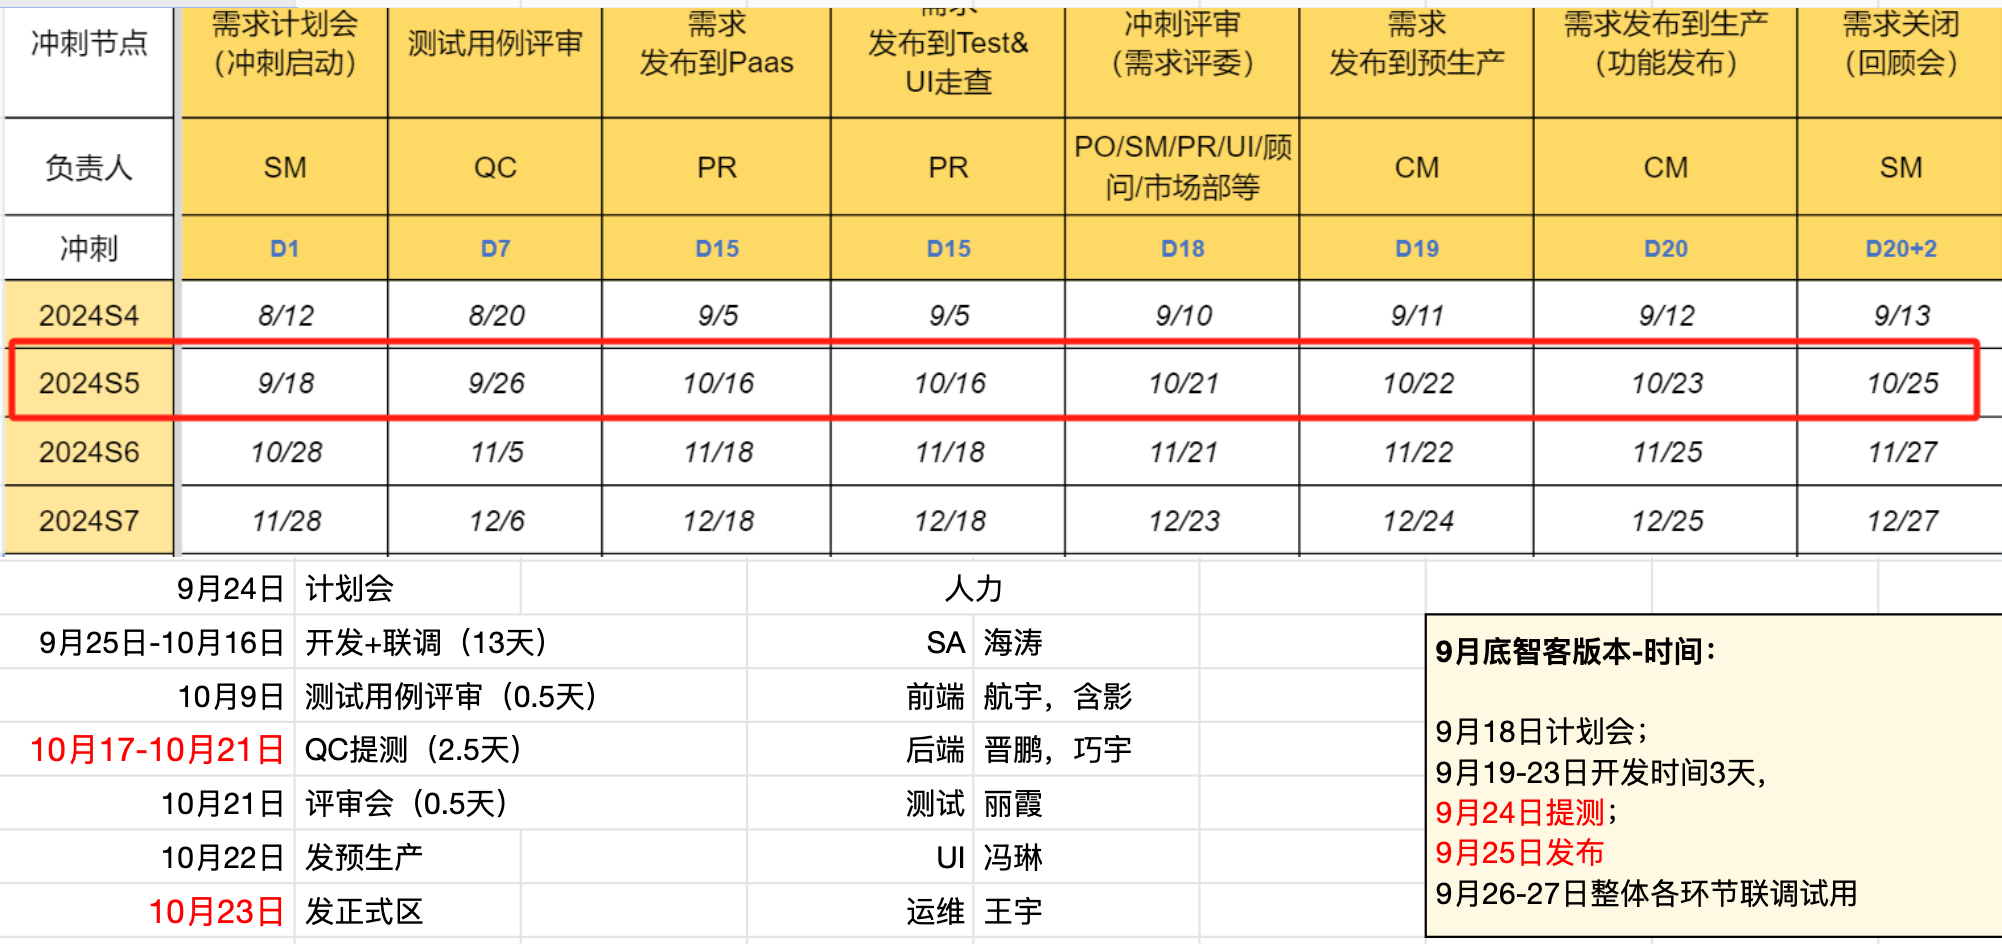 冲刺节点
需求计划会
（冲刺启动）
测试用例评审
需求
发布到Paas
需求
发布到Test&
UI走查
冲刺评审
（需求评委）
需求
发布到预生产
需求发布到生产
（功能发布）
需求关闭
（回顾会）
负责人
SM
QC
PR
PR
PO/SM/PR/UI/顾
问/市场部等
CM
CM
SM
冲刺 D1 D7 D15 D15 D18 D19 D20 D20+2
2024S4 8/12 8/20 9/5 9/5 9/10 9/11 9/12 9/13
2024S5 9/18 9/26 10/16 10/16 10/21 10/22 10/23 10/25
2024S6 10/28 11/5 11/18 11/18 11/21 11/22 11/25 11/27
2024S7 11/28 12/6 12/18 12/18 12/23 12/24 12/25 12/27
9月24日 计划会 人力
9月25日-10月16日 开发+联调（13天） SA 海涛
10月9日 测试用例评审（0.5天） 前端 航宇，含影
10月17-10月21日 QC提测（2.5天） 后端 晋鹏，巧宇
10月21日 评审会（0.5天） 测试 丽霞
10月22日 发预生产 UI 冯琳
10月23日 发正式区 运维 王宇
9月底智客版本-时间：
9月18日计划会；
9月19-23日开发时间3天，
9月24日提测；
9月25日发布
9月26-27日整体各环节联调试用